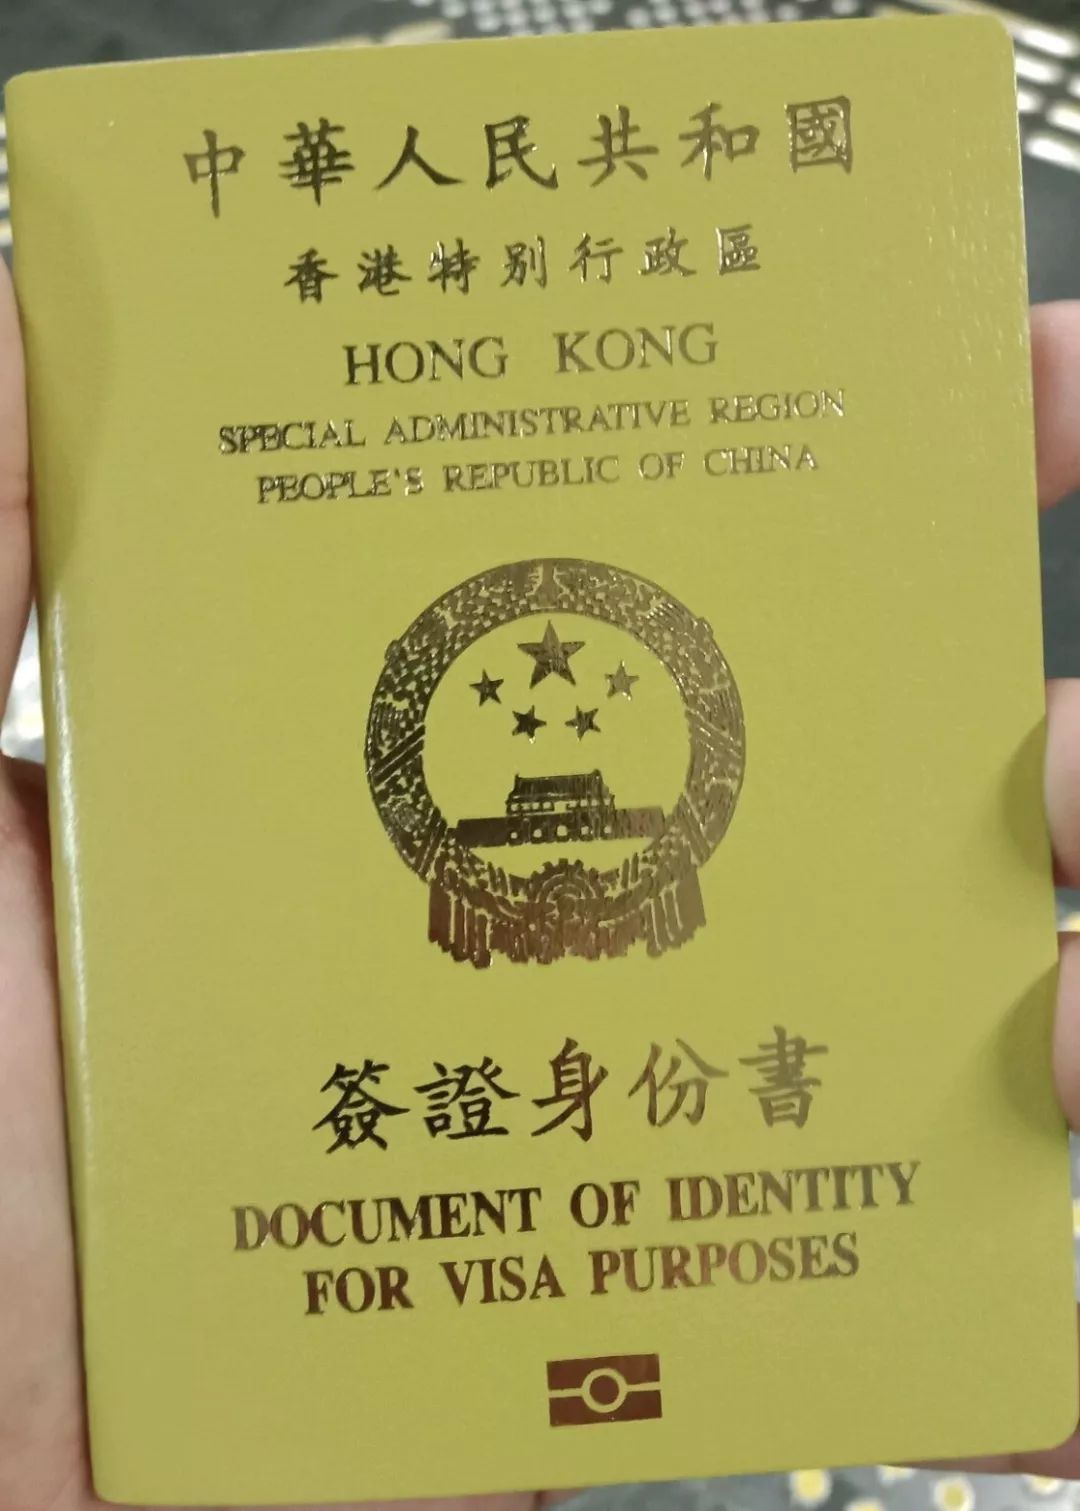 中華人民共和國
香港特別行政區
HONG KONG
SPECIAL ADMINISTRATIVE REGION
PEOPLE'S REPUBLIC OF CHINA
簽證身份書
DOCUMENT OF IDENTITY
FOR VISA PURPOSES